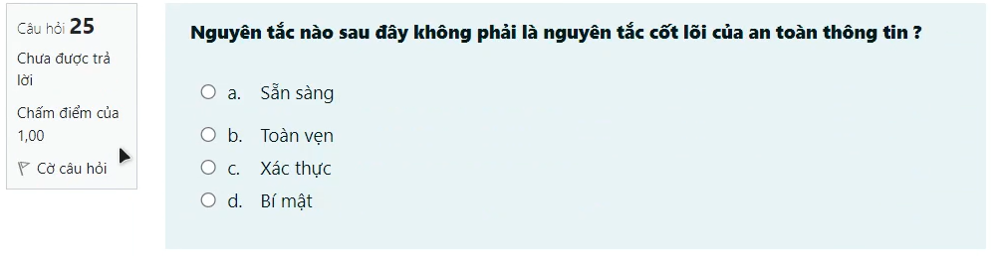 Câu hỏi 25
Chưa được trả
lời
Chấm điểm của
1,00
Cờ câu hỏi
Nguyên tắc nào sau đây không phải là nguyên tắc cốt lõi của an toàn thông tin ?
a. Sẵn sàng
b. Toàn vẹn
c. Xác thực
d. Bí mật